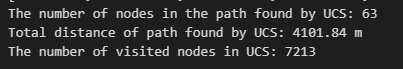 The number of nodes in the path found by UCS: 63
Total distance of path found by UCS: 4101.84 m
The number of visited nodes in UCS: 7213